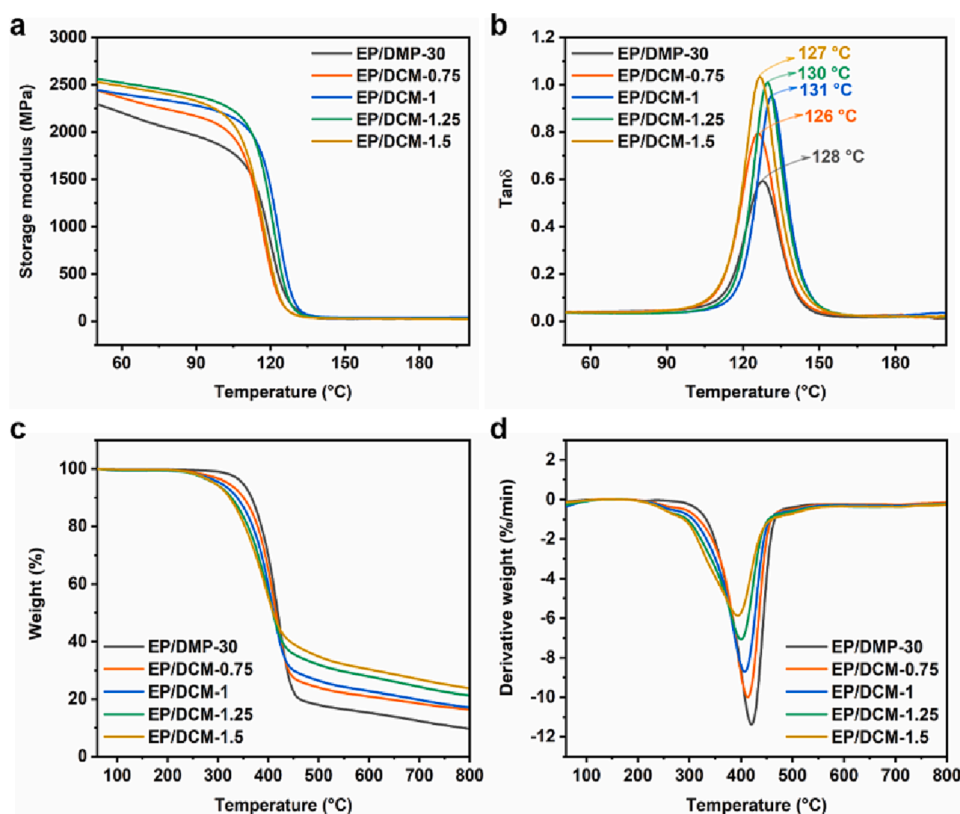 a
3000
2500
2000
1500
1000
500
0
Storage modulus (MPa)
EP/DMP-30
EP/DCM-0.75
EP/DCM-1
EP/DCM-1.25
EP/DCM-1.5
60 90 120 150 180
Temperature (°C)
b
1.2
1.0
0.8
0.6
0.4
0.2
0.0
Tanδ
EP/DMP-30
EP/DCM-0.75
EP/DCM-1
EP/DCM-1.25
EP/DCM-1.5
127 °C
130 °C
131 °C
126 °C
128 °C
60 90 120 150 180
Temperature (°C)
c
100
80
60
40
20
0
Weight (%)
EP/DMP-30
EP/DCM-0.75
EP/DCM-1
EP/DCM-1.25
EP/DCM-1.5
100 200 300 400 500 600 700 800
Temperature (°C)
d
2
0
-2
-4
-6
-8
-10
-12
Derivative weight (%/min)
EP/DMP-30
EP/DCM-0.75
EP/DCM-1
EP/DCM-1.25
EP/DCM-1.5
100 200 300 400 500 600 700 800
Temperature (°C)